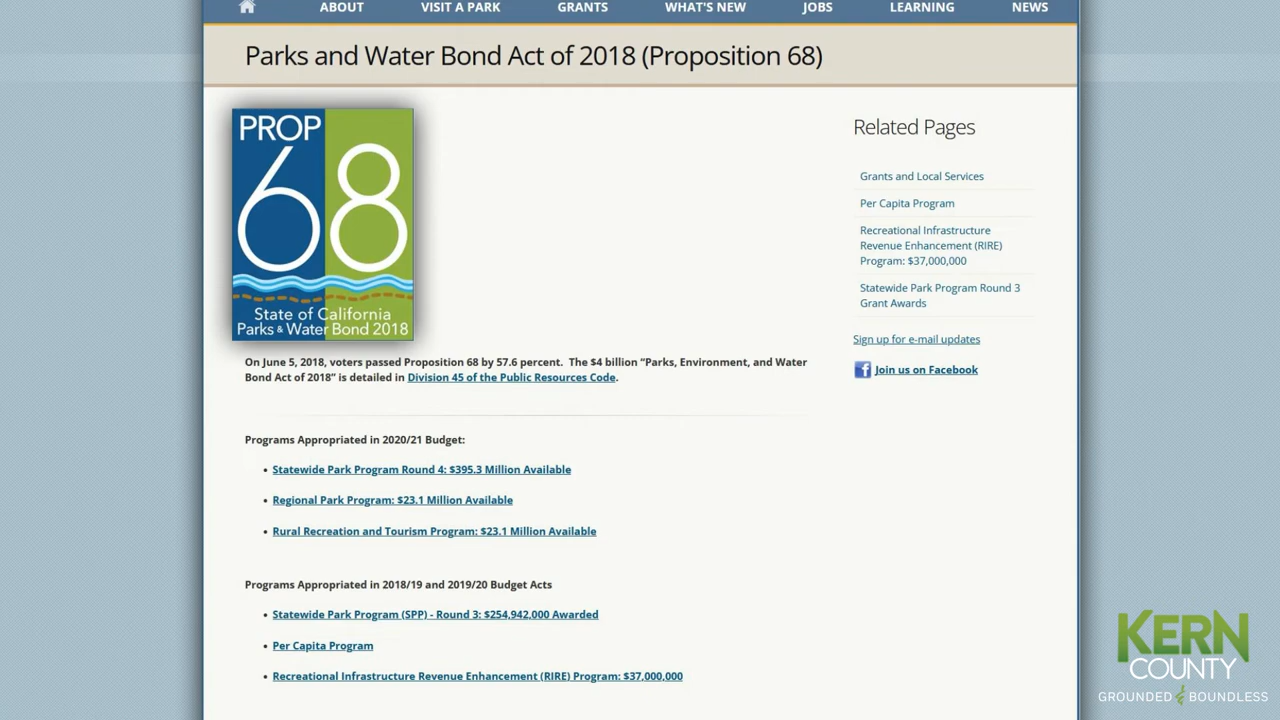 ABOUT VISIT A PARK GRANTS WHAT'S NEW JOBS LEARNING NEWS
Parks and Water Bond Act of 2018 (Proposition 68)
PROP
68
State of California
Parks & Water Bond 2018
On June 5, 2018, voters passed Proposition 68 by 57.6 percent.  The $4 billion “Parks, Environment, and Water
Bond Act of 2018” is detailed in Division 45 of the Public Resources Code.
Programs Appropriated in 2020/21 Budget:
• Statewide Park Program Round 4: $395.3 Million Available
• Regional Park Program: $23.1 Million Available
• Rural Recreation and Tourism Program: $23.1 Million Available
Programs Appropriated in 2018/19 and 2019/20 Budget Acts
• Statewide Park Program (SPP) - Round 3: $254,942,000 Awarded
• Per Capita Program
• Recreational Infrastructure Revenue Enhancement (RIRE) Program: $37,000,000
Related Pages
Grants and Local Services
Per Capita Program
Recreational Infrastructure
Revenue Enhancement (RIRE)
Program: $37,000,000
Statewide Park Program Round 3
Grant Awards
Sign up for e-mail updates
f Join us on Facebook
KERN
COUNTY
GROUNDED & BOUNDLESS